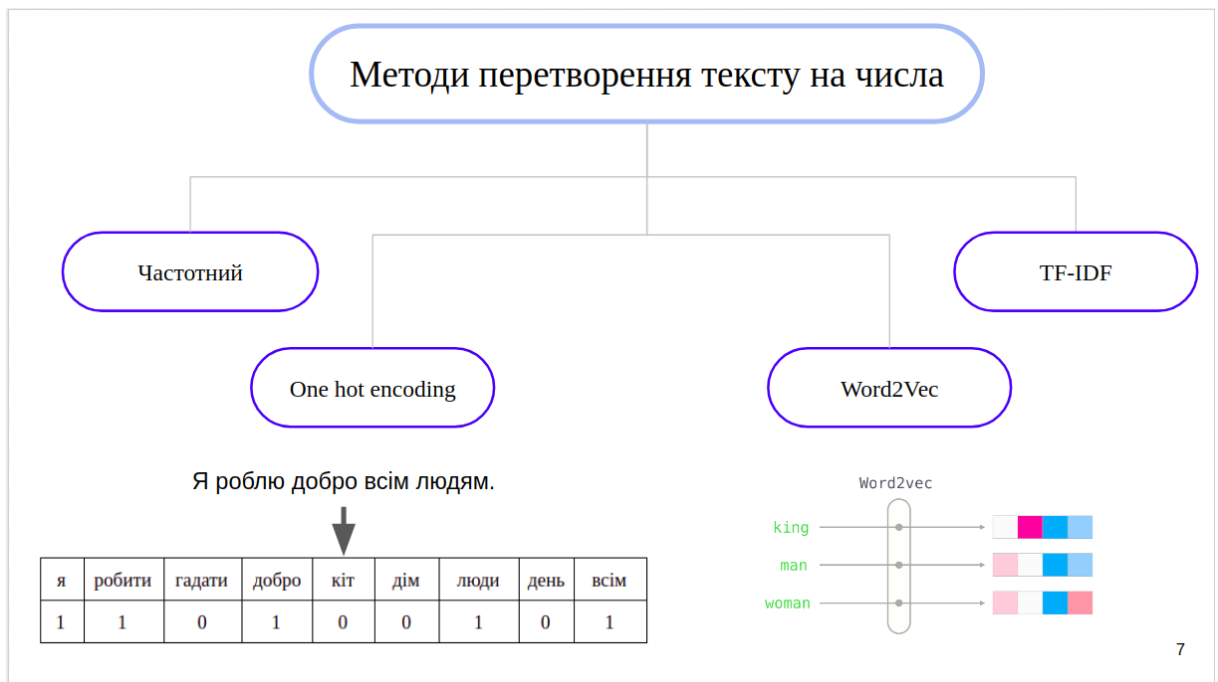 Методи перетворення тексту на числа
Частотний
TF-IDF
One hot encoding
Word2Vec
Я роблю добро всім людям.
я робити гадати добро кіт дім люди день всім
1 1 0 1 0 0 1 0 1
Word2vec
king
man
woman
7